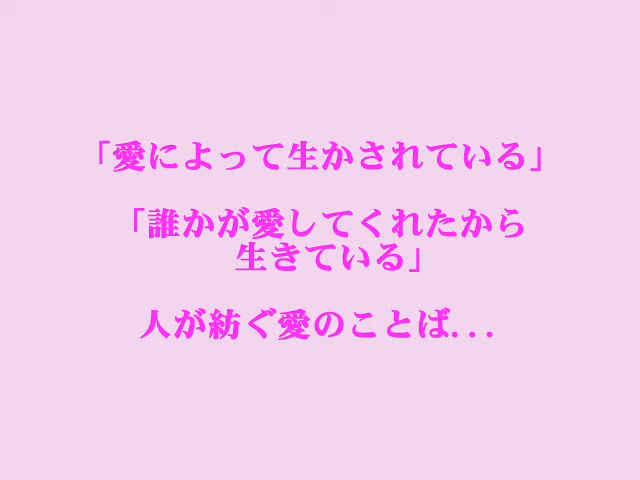 「愛によって生かされている」
「誰かが愛してくれたから
生きている」
人が紡ぐ愛のことば...